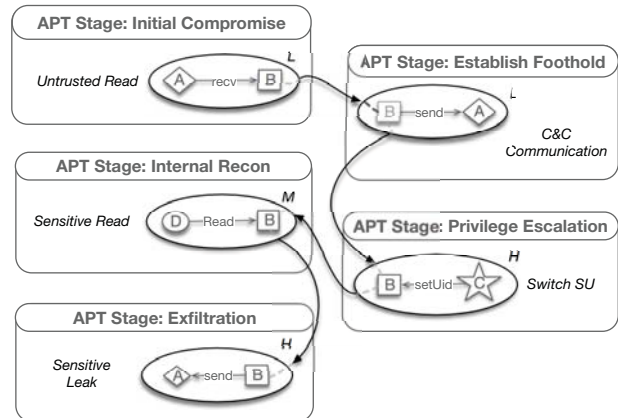 APT Stage: Initial Compromise
Untrusted Read
A
recv
B
L
APT Stage: Establish Foothold
B
send
A
L
C&C
Communication
APT Stage: Internal Recon
Sensitive Read
D
Read
B
M
APT Stage: Privilege Escalation
B
setUid
C
H
Switch SU
APT Stage: Exfiltration
Sensitive
Leak
A
send
B
H